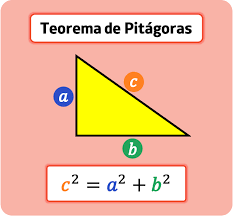 Teorema de Pitágoras
c
a
b
c² = a² + b²